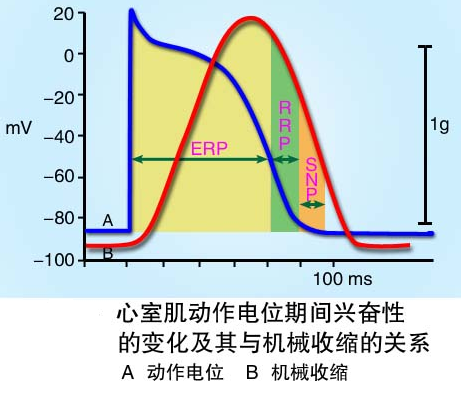 20
0
−20
−40
−60
−80
−100
mV
A
B
ERP
RRP
SNP
1g
100 ms
心室肌动作电位期间兴奋性
的变化及其与机械收缩的关系
A 动作电位 B 机械收缩